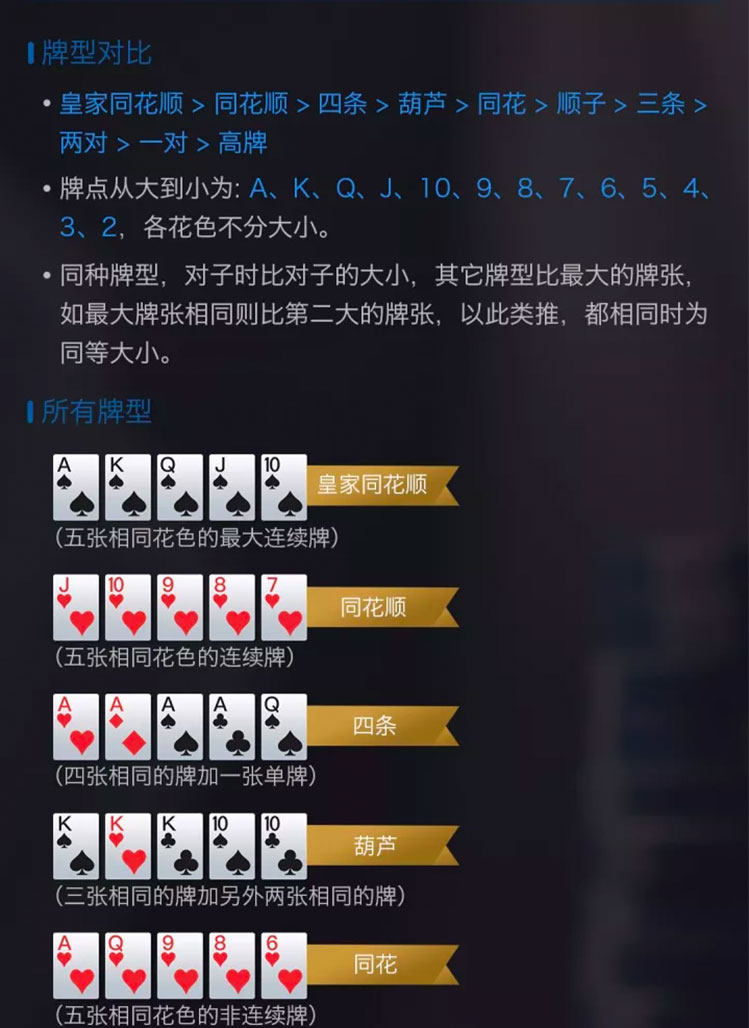 牌型对比
• 皇家同花顺 > 同花顺 > 四条 > 葫芦 > 同花 > 顺子 > 三条 >
两对 > 一对 > 高牌
• 牌点从大到小为: A、K、Q、J、10、9、8、7、6、5、4、
3、2，各花色不分大小。
• 同种牌型，对子时比对子的大小，其它牌型比最大的牌张，
如最大牌张相同则比第二大的牌张，以此类推，都相同时为
同等大小。
所有牌型
A K Q J 10 皇家同花顺
(五张相同花色的最大连续牌)
J 10 9 8 7 同花顺
(五张相同花色的连续牌)
A A A A Q 四条
(四张相同的牌加一张单牌)
K K K 10 10 葫芦
(三张相同的牌加另外两张相同的牌)
A Q 9 8 6 同花
(五张相同花色的非连续牌)